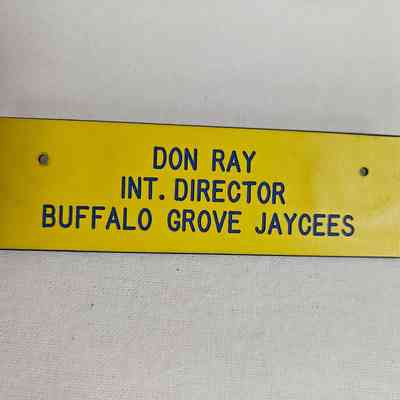 DON RAY
INT. DIRECTOR
BUFFALO GROVE JAYCEES